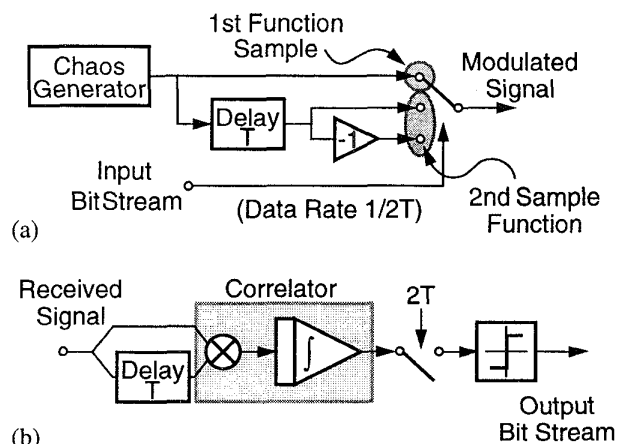 1st Function
Sample
Modulated
Signal
Chaos
Generator
Delay
T
-1
Input
BitStream
(Data Rate 1/2T)
2nd Sample
Function
(a)
Received
Signal
Correlator
2T
Delay
T
∫
Output
Bit Stream
(b)